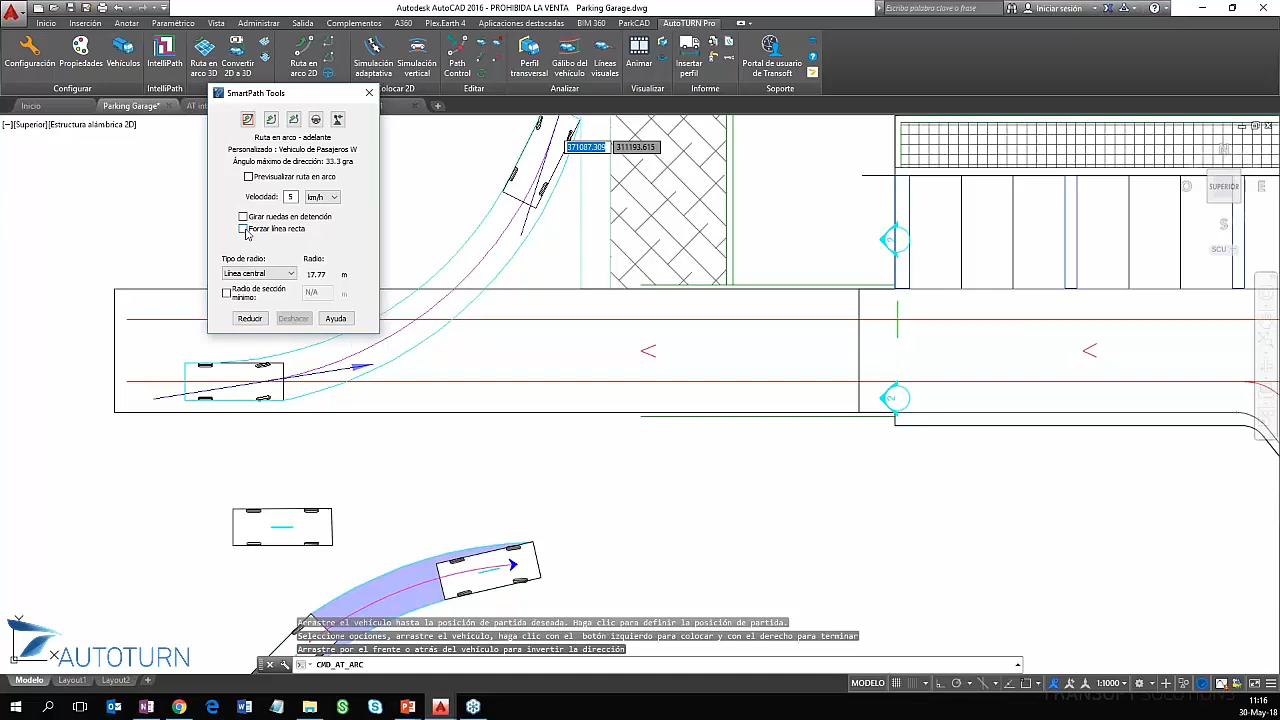 Autodesk AutoCAD 2016 - PROHIBIDA LA VENTA Parking Garage.dwg
Escriba palabra clave o frase
Iniciar sesión
Inicio Inserción Anotar Paramétrico Vista Administrar Salida Complementos A360 Plex.Earth 4 Aplicaciones destacadas BIM 360 ParkCAD AutoTURN Pro
Configuración Propiedades Vehículos IntelliPath Ruta en arco 3D Convertir 2D a 3D Ruta en arco 2D Simulación adaptativa Simulación vertical Path Control Perfil transversal Gálibo del vehículo Líneas visuales Animar Insertar perfil Portal de usuario de Transoft
Configurar Colocar 2D Editar Analizar Visualizar Informe Soporte
Inicio Parking Garage* AT int
[−][Superior][Estructura alámbrica 2D]
SmartPath Tools
Ruta en arco - adelante
Personalizado : Vehiculo de Pasajeros W
Ángulo máximo de dirección: 33.3 gra
Previsualizar ruta en arco
Velocidad: 5 km/h
Girar ruedas en detención
Forzar línea recta
Tipo de radio: Radio:
Línea central 17.77 m
Radio de sección mínimo: N/A m
Reducir Deshacer Ayuda
371087.309 311193.615
SUPERIOR
O E
S
SCU
2
2
Arrastre el vehículo hasta la posición de partida deseada. Haga clic para definir la posición de partida.
Seleccione opciones, arrastre el vehículo, haga clic con el botón izquierdo para colocar y con el derecho para terminar
Arrastre por el frente o atrás del vehículo para invertir la dirección
CMD_AT_ARC
AUTOTURN
Modelo Layout1 Layout2
MODELO 1:1000
TRANSOFT SOLUTIONS
11:16
30-May-18